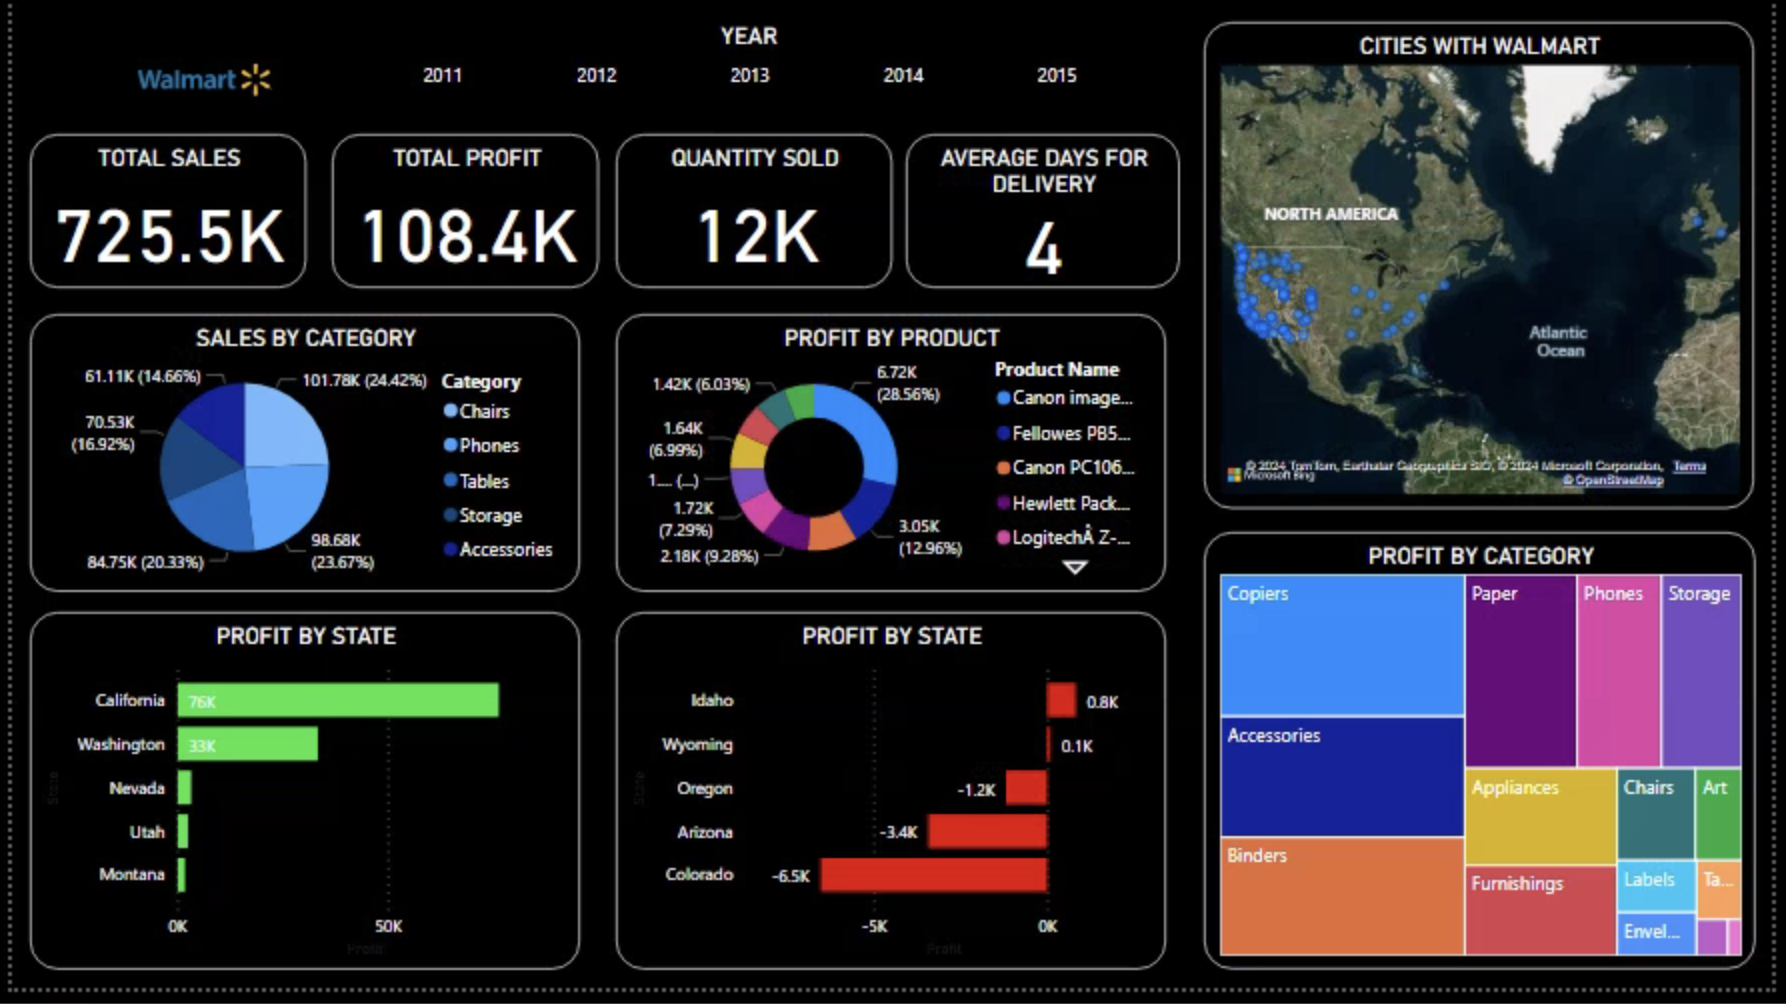 YEAR
Walmart
2011 2012 2013 2014 2015
TOTAL SALES
725.5K
TOTAL PROFIT
108.4K
QUANTITY SOLD
12K
AVERAGE DAYS FOR
DELIVERY
4
CITIES WITH WALMART
NORTH AMERICA
Atlantic
Ocean
© 2024 TomTom, Earthstar Geographics SIO, © 2024 Microsoft Corporation, Terms
© OpenStreetMap
Microsoft Bing
SALES BY CATEGORY
61.11K (14.66%)
101.78K (24.42%)
70.53K
(16.92%)
84.75K (20.33%)
98.68K
(23.67%)
Category
Chairs
Phones
Tables
Storage
Accessories
PROFIT BY PRODUCT
1.42K (6.03%)
6.72K
(28.56%)
1.64K
(6.99%)
1.... (...)
1.72K
(7.29%)
2.18K (9.28%)
3.05K
(12.96%)
Product Name
Canon image...
Fellowes PB5...
Canon PC106...
Hewlett Pack...
LogitechÂ Z-...
PROFIT BY STATE
California 76K
Washington 33K
Nevada
Utah
Montana
0K 50K
State
Profit
PROFIT BY STATE
Idaho 0.8K
Wyoming 0.1K
Oregon -1.2K
Arizona -3.4K
Colorado -6.5K
-5K 0K
State
Profit
PROFIT BY CATEGORY
Copiers
Accessories
Binders
Paper
Phones
Storage
Appliances
Furnishings
Chairs
Art
Labels
Ta...
Envel...